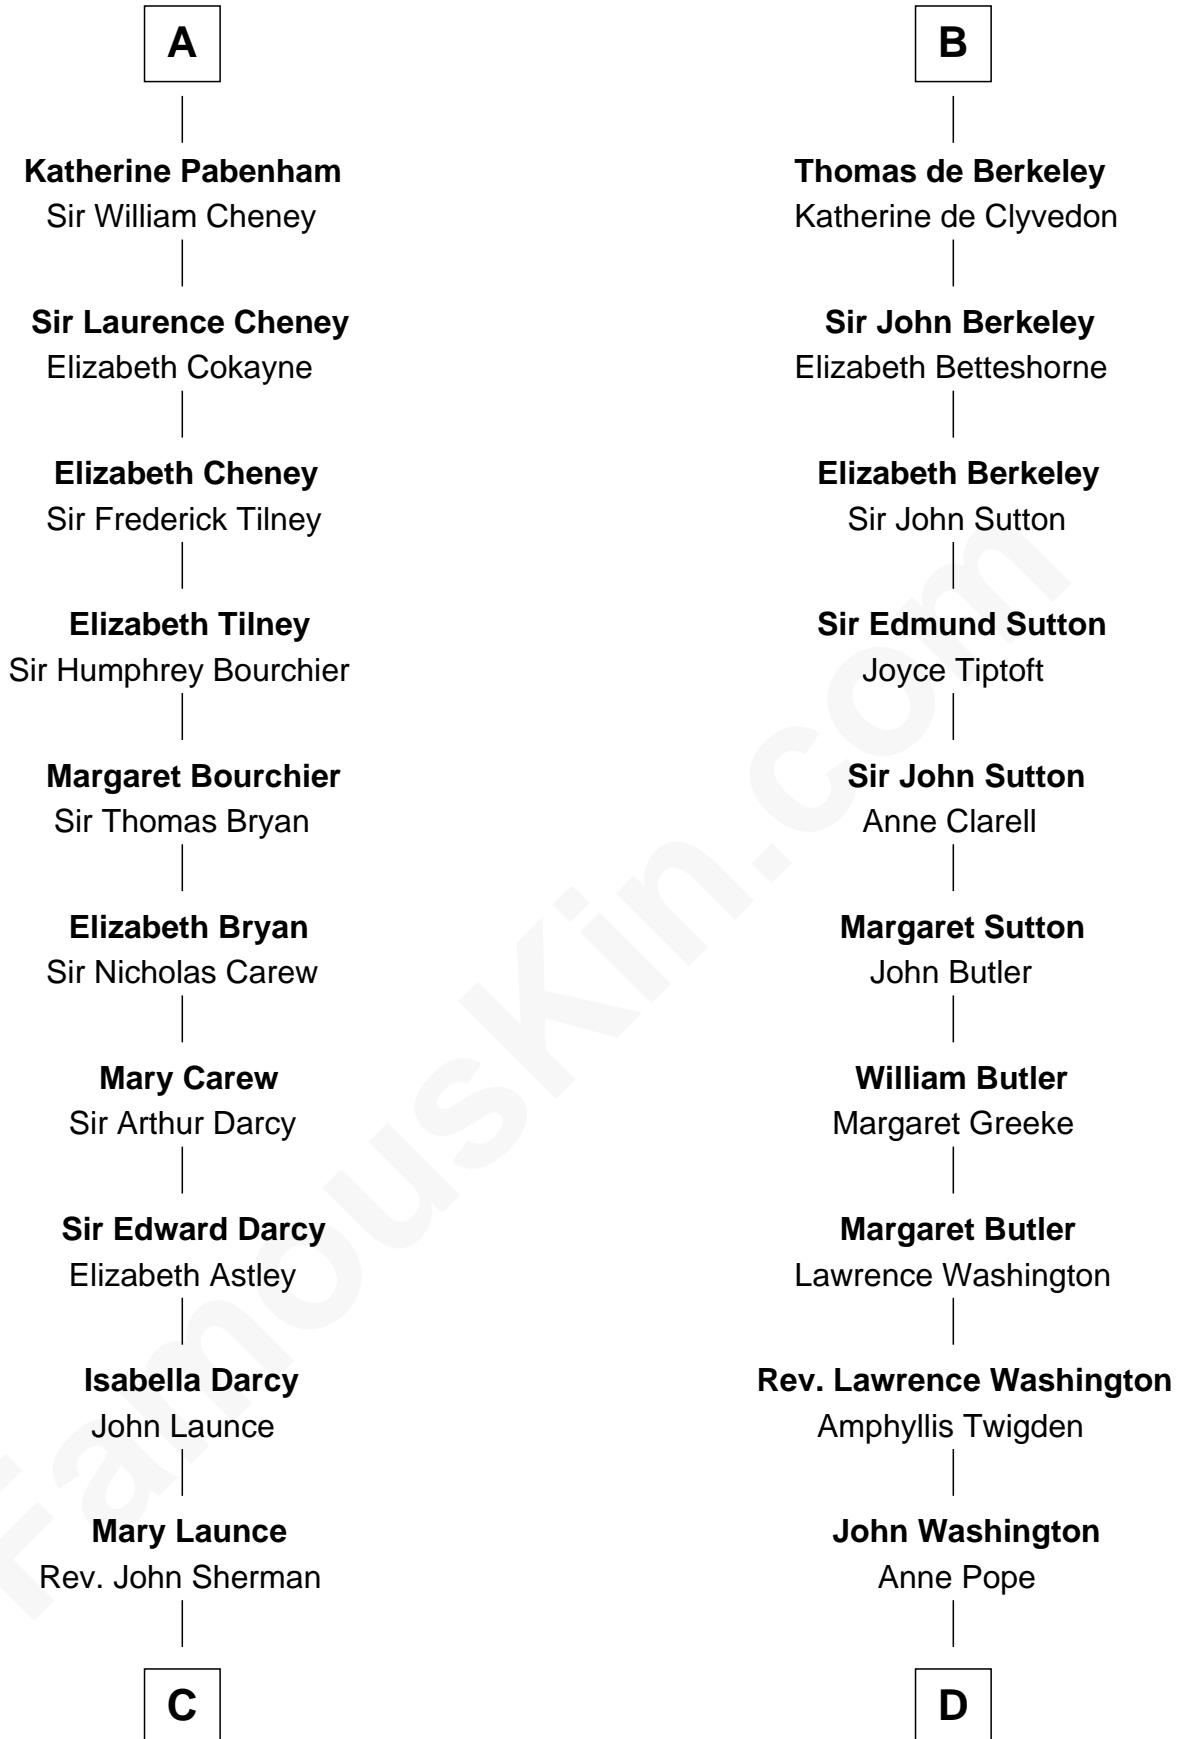 A
Katherine Pabenham
Sir William Cheney
Sir Laurence Cheney
Elizabeth Cokayne
Elizabeth Cheney
Sir Frederick Tilney
Elizabeth Tilney
Sir Humphrey Bourchier
Margaret Bourchier
Sir Thomas Bryan
Elizabeth Bryan
Sir Nicholas Carew
Mary Carew
Sir Arthur Darcy
Sir Edward Darcy
Elizabeth Astley
Isabella Darcy
John Launce
Mary Launce
Rev. John Sherman
C
B
Thomas de Berkeley
Katherine de Clyvedon
Sir John Berkeley
Elizabeth Betteshorne
Elizabeth Berkeley
Sir John Sutton
Sir Edmund Sutton
Joyce Tiptoft
Sir John Sutton
Anne Clarell
Margaret Sutton
John Butler
William Butler
Margaret Greeke
Margaret Butler
Lawrence Washington
Rev. Lawrence Washington
Amphyllis Twigden
John Washington
Anne Pope
D
FamousKin.com